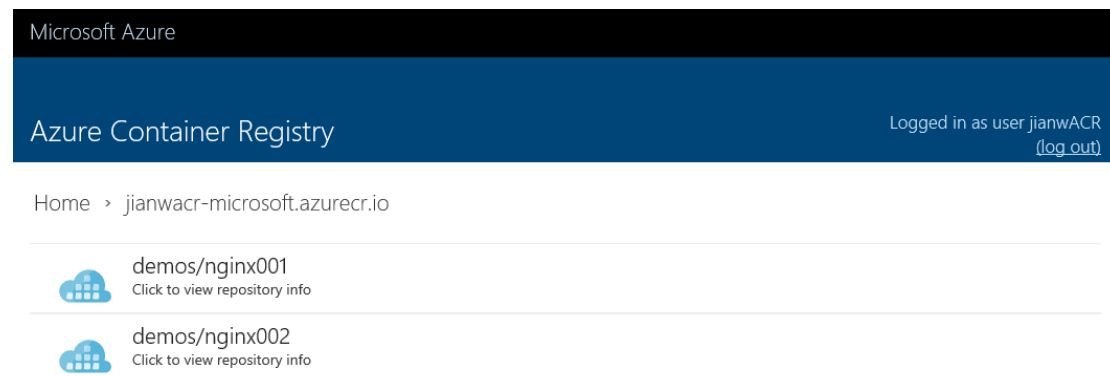 Microsoft Azure
Azure Container Registry
Logged in as user jianwACR
(log out)
Home › jianwacr-microsoft.azurecr.io
demos/nginx001
Click to view repository info
demos/nginx002
Click to view repository info